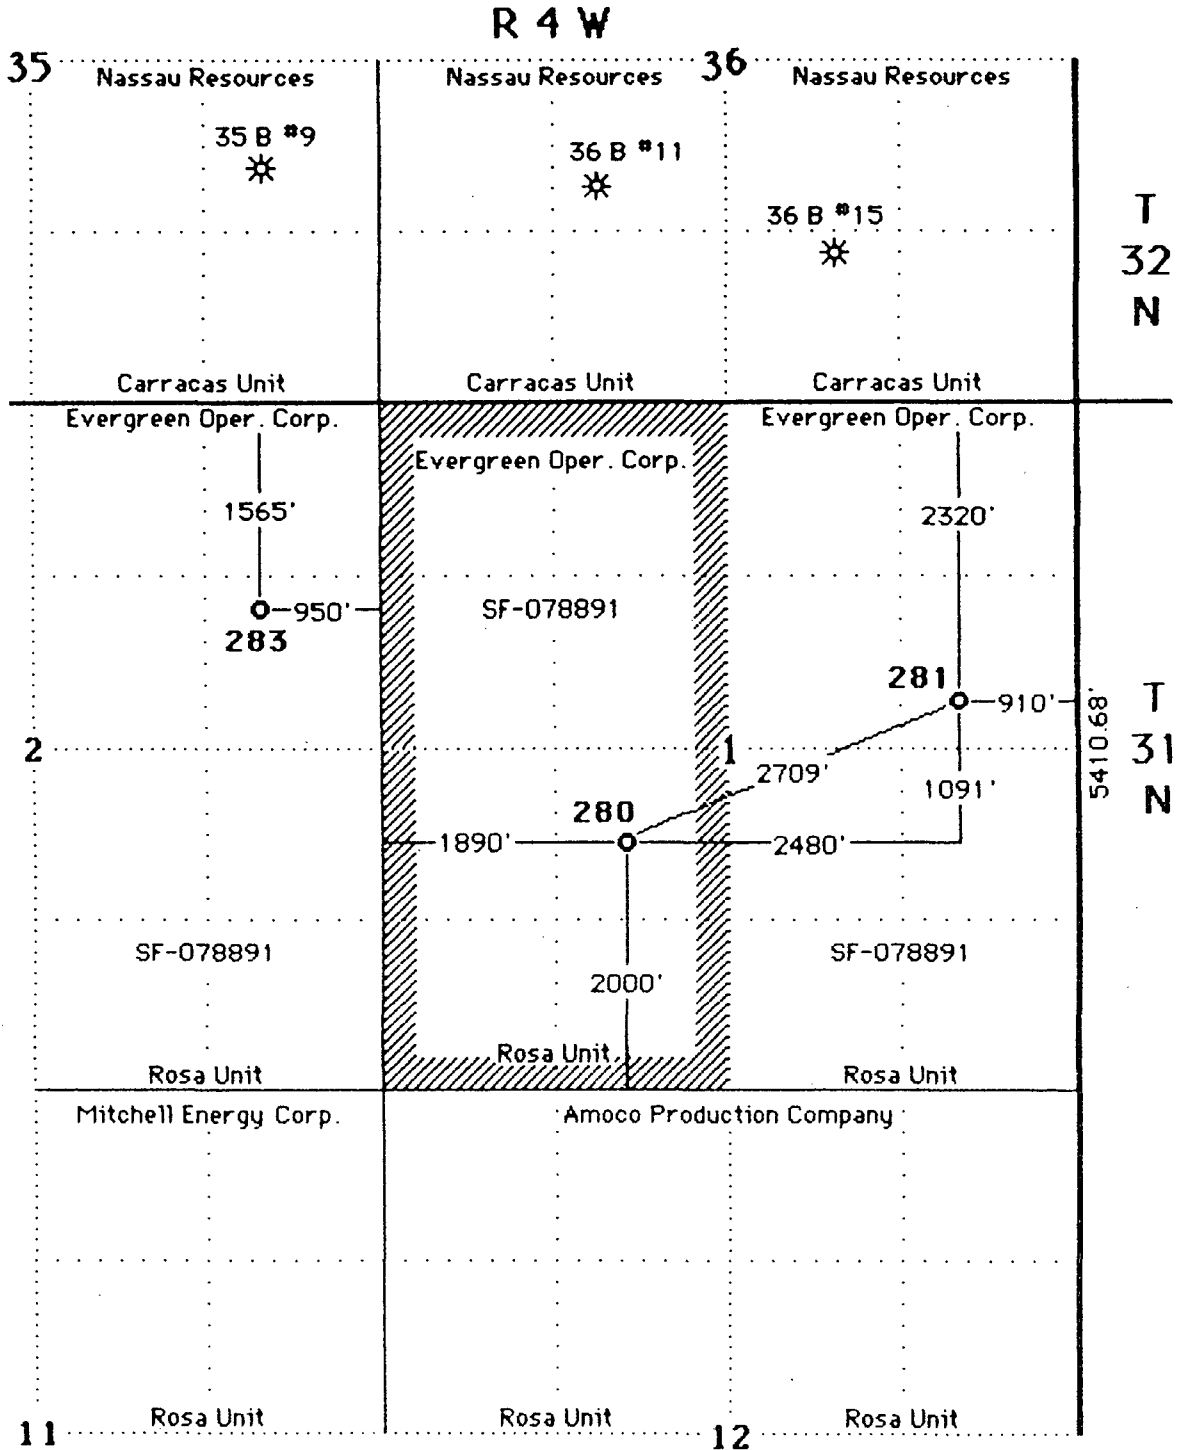 R 4 W
35
36
Nassau Resources
Nassau Resources
Nassau Resources
35 B #9
36 B #11
36 B #15
T
32
N
Carracas Unit
Carracas Unit
Carracas Unit
Evergreen Oper. Corp.
Evergreen Oper. Corp.
Evergreen Oper. Corp.
1565'
2320'
950'
283
SF-078891
281
910'
5410.68'
T
31
N
2
1
2709'
1091'
280
1890'
2480'
SF-078891
SF-078891
2000'
Rosa Unit
Rosa Unit
Rosa Unit
Mitchell Energy Corp.
Amoco Production Company
Rosa Unit
Rosa Unit
Rosa Unit
11
12